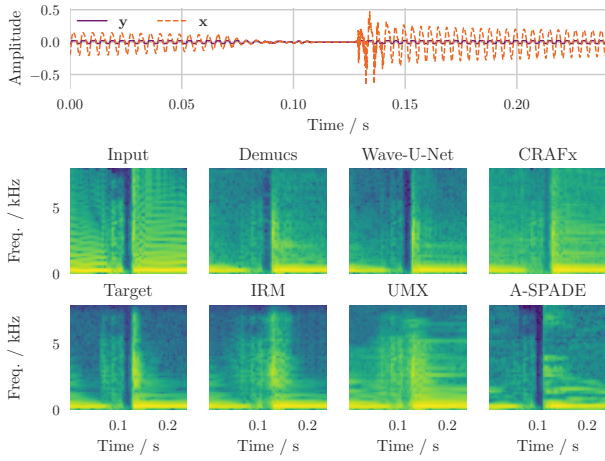 0.5
y x
0.0
−0.5
Amplitude
0.00 0.05 0.10 0.15 0.20
Time / s
Input Demucs Wave-U-Net CRAFx
5
0
Freq. / kHz
Target IRM UMX A-SPADE
5
0
Freq. / kHz
0.1 0.2 0.1 0.2 0.1 0.2 0.1 0.2
Time / s Time / s Time / s Time / s